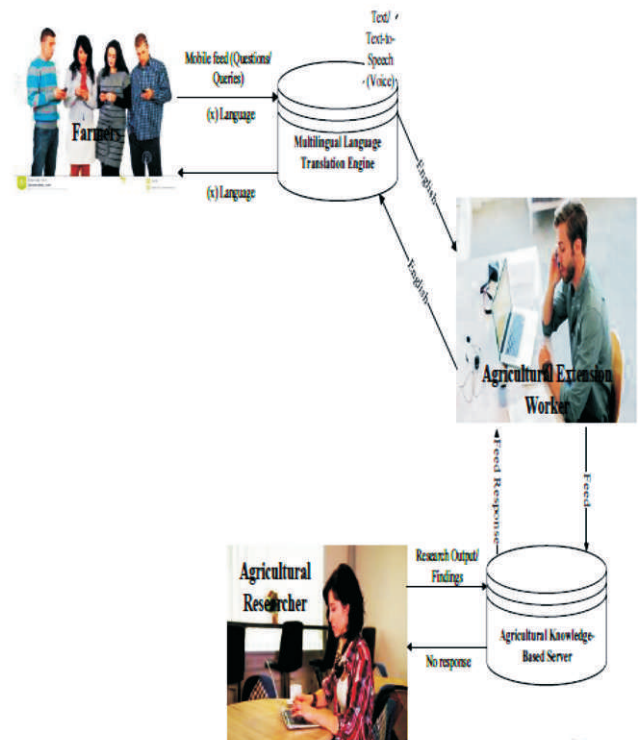 Text/
Text-to-
Speech
(Voice)
Mobile feed (Questions/
Queries)
(x) Language
Farmers
Multilingual Language
Translation Engine
(x) Language
English
English
Agricultural Extension
Worker
Feed Response
Feed
Agricultural
Researcher
Research Output/
Findings
Agricultural Knowledge-
Based Server
No response